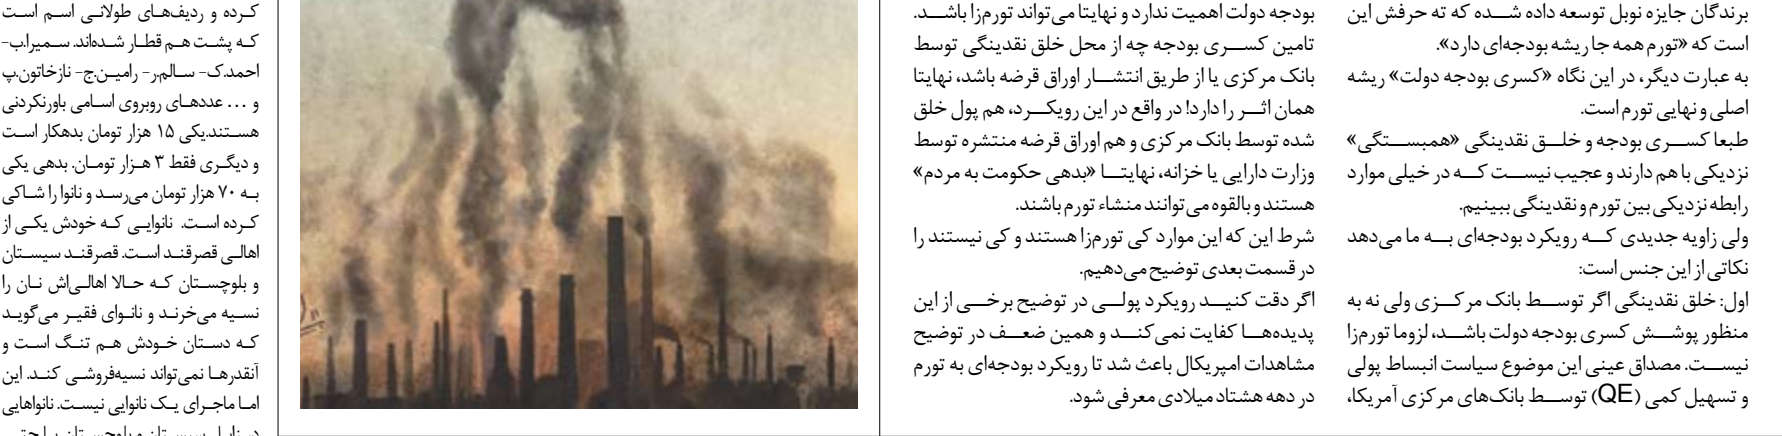 برندگان جایزه نوبل توسعه داده شده که ته حرفش این
است که «تورم همه جا ریشه بودجه‌ای دارد».
به عبارت دیگر، در این نگاه «کسری بودجه دولت» ریشه
اصلی و نهایی تورم است.
طبعا کسری بودجه و خلق نقدینگی «همبستگی»
نزدیکی با هم دارند و عجیب نیست که در خیلی موارد
رابطه نزدیکی بین تورم و نقدینگی ببینیم.
ولی زاویه جدیدی که رویکرد بودجه‌ای به ما می‌دهد
نکاتی از این جنس است:
اول: خلق نقدینگی اگر توسط بانک مرکزی ولی نه به
منظور پوشش کسری بودجه دولت باشد، لزوما تورم‌زا
نیست. مصداق عینی این موضوع سیاست انبساط پولی
و تسهیل کمی (QE) توسط بانک‌های مرکزی آمریکا،
بودجه دولت اهمیت ندارد و نهایتا می‌تواند تورم‌زا باشد.
تامین کسری بودجه چه از محل خلق نقدینگی توسط
بانک مرکزی یا از طریق انتشار اوراق قرضه باشد، نهایتا
همان اثر را دارد! در واقع در این رویکرد، هم پول خلق
شده توسط بانک مرکزی و هم اوراق قرضه منتشره توسط
وزارت دارایی یا خزانه، نهایتا «بدهی حکومت به مردم»
هستند و بالقوه می‌توانند منشاء تورم باشند.
شرط این که این موارد کی تورم‌زا هستند و کی نیستند را
در قسمت بعدی توضیح می‌دهیم.
اگر دقت کنید رویکرد پولی در توضیح برخی از این
پدیده‌ها کفایت نمی‌کند و همین ضعف در توضیح
مشاهدات امپریکال باعث شد تا رویکرد بودجه‌ای به تورم
در دهه هشتاد میلادی معرفی شود.
کرده و ردیف‌های طولانی اسم است
که پشت هم قطار شده‌اند. سمیرا.ب-
احمد.ک- سالم.ر- رامین.ج- نازخاتون.پ
و ... عددهای روبروی اسامی باورنکردنی
هستند.یکی ۱۵ هزار تومان بدهکار است
و دیگری فقط ۳ هزار تومان. بدهی یکی
به ۷۰ هزار تومان می‌رسد و نانوا را شاکی
کرده است. نانوایی که خودش یکی از
اهالی قصرقند است. قصرقند سیستان
و بلوچستان که حالا اهالی‌اش نان را
نسیه می‌خرند و نانوای فقیر می‌گوید
که دستان خودش هم تنگ است و
آنقدرها نمی‌تواند نسیه‌فروشی کند. این
اما ماجرای یک نانوایی نیست. نانواهایی